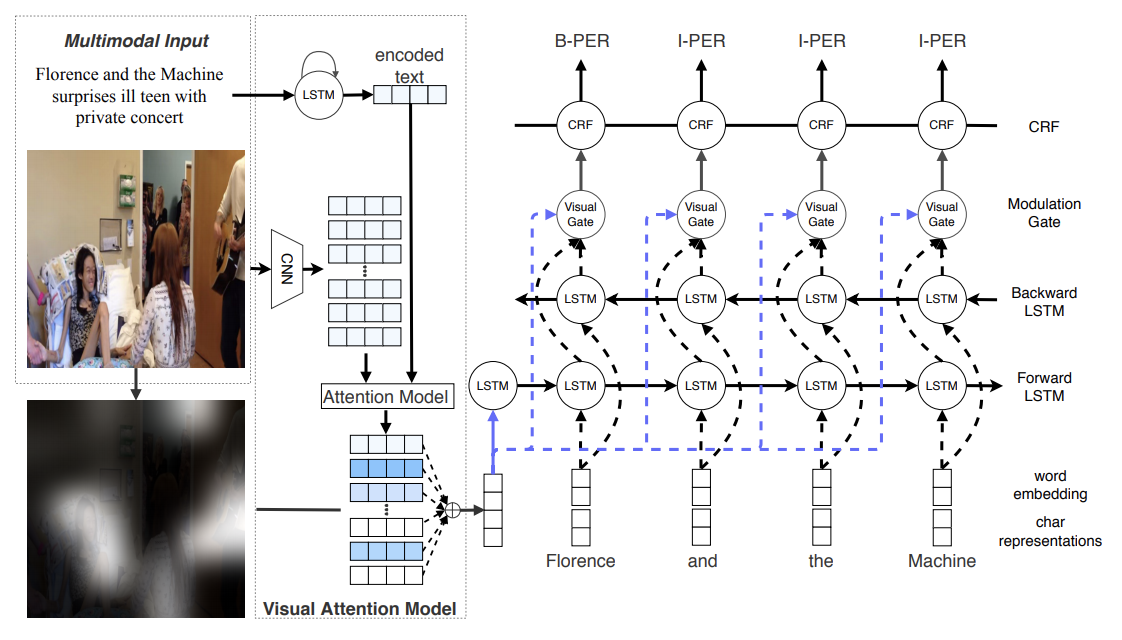 Multimodal Input
Florence and the Machine
surprises ill teen with
private concert
LSTM
encoded
text
CNN
Attention Model
Visual Attention Model
B-PER I-PER I-PER I-PER
CRF CRF CRF CRF CRF
Visual
Gate
Visual
Gate
Visual
Gate
Visual
Gate
Modulation
Gate
LSTM LSTM LSTM LSTM
Backward
LSTM
LSTM LSTM LSTM LSTM LSTM
Forward
LSTM
word
embedding
char
representations
Florence and the Machine